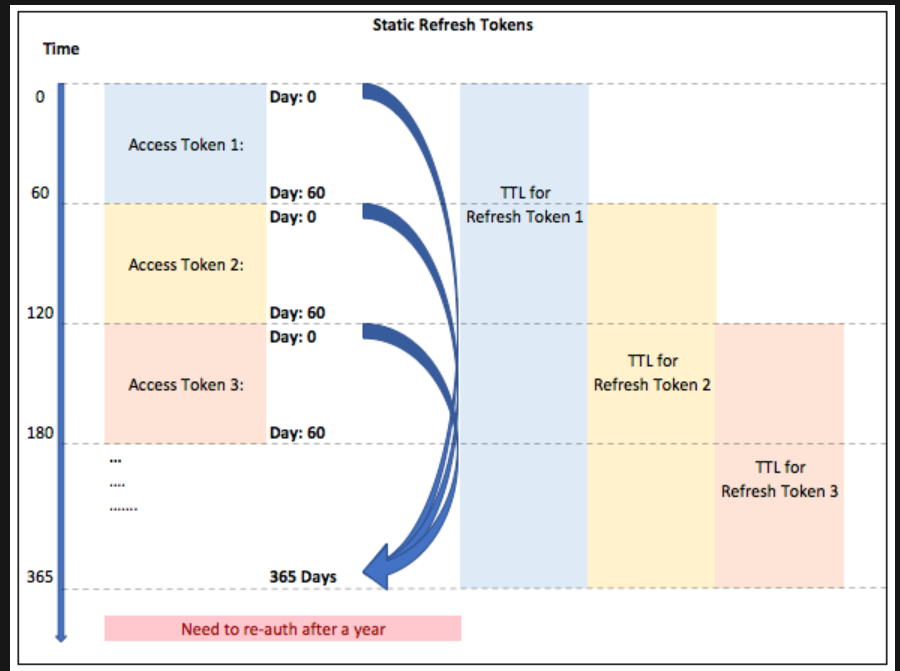 Static Refresh Tokens
Time
0
Day: 0
Access Token 1:
60
Day: 60
TTL for
Refresh Token 1
Day: 0
Access Token 2:
120
Day: 60
Day: 0
TTL for
Refresh Token 2
Access Token 3:
180
Day: 60
...
....
.......
TTL for
Refresh Token 3
365
365 Days
Need to re-auth after a year